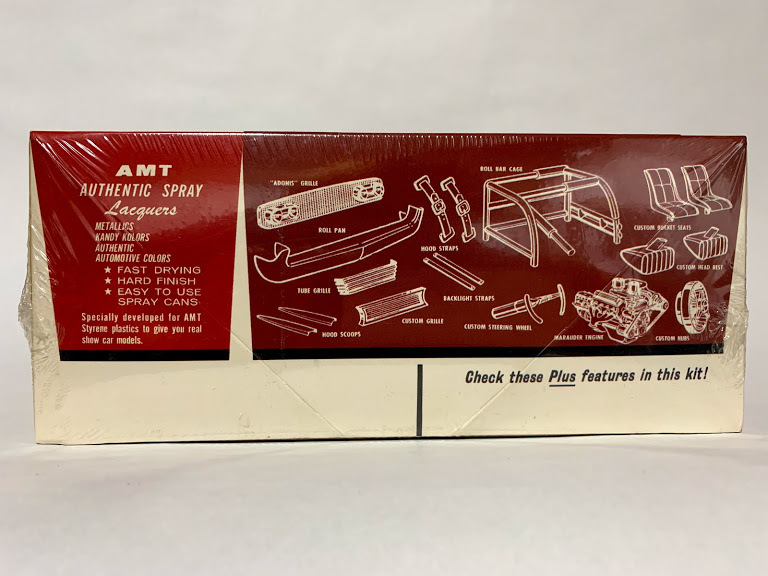 AMT
AUTHENTIC SPRAY
Lacquers
METALLICS
KANDY KOLORS
AUTHENTIC
AUTOMOTIVE COLORS
★ FAST DRYING
★ HARD FINISH
★ EASY TO USE
SPRAY CANS
Specially developed for AMT
Styrene plastics to give you real
show car models.
"ADONIS" GRILLE
ROLL BAR CAGE
ROLL PAN
CUSTOM BUCKET SEATS
HOOD STRAPS
CUSTOM HEAD REST
TUBE GRILLE
BACKLIGHT STRAPS
CUSTOM GRILLE
HOOD SCOOPS
CUSTOM STEERING WHEEL
MARAUDER ENGINE
CUSTOM HUBS
Check these Plus features in this kit!